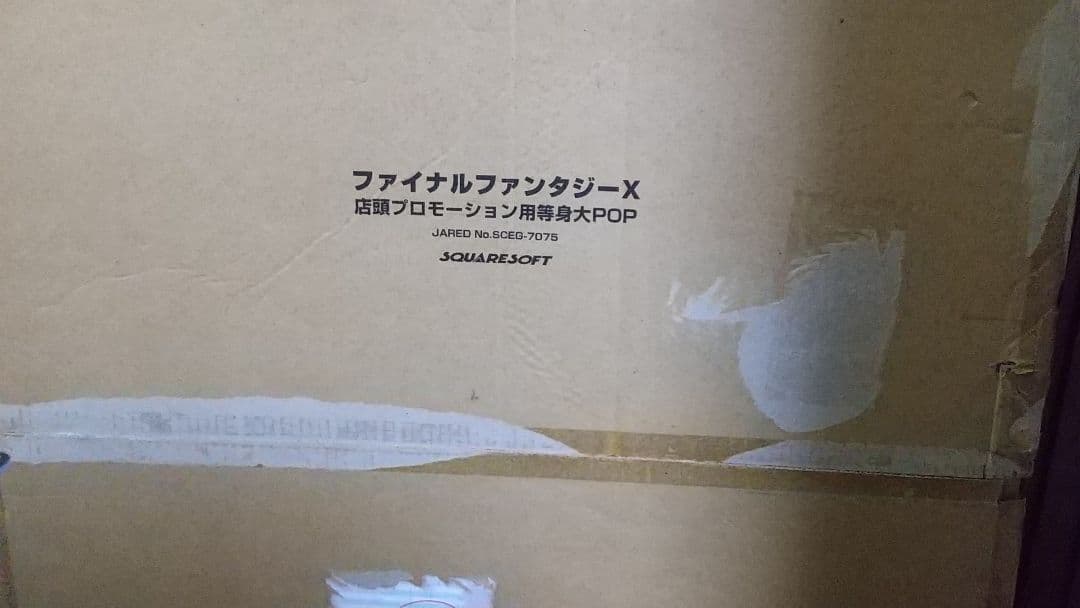 ファイナルファンタジーX
店頭プロモーション用等身大POP
JARED No.SCEG-7075
SQUARESOFT